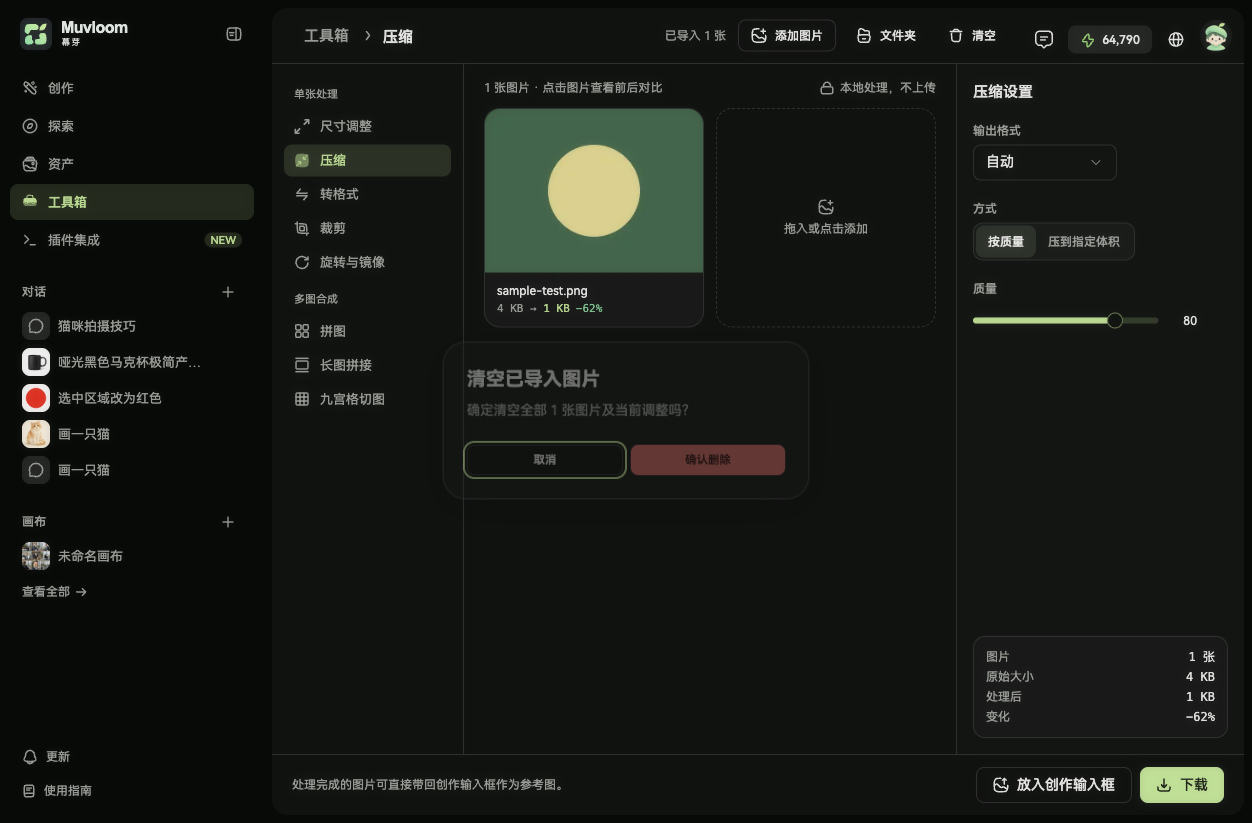 Muvloom
幕芽
创作
探索
资产
工具箱
插件集成 NEW
对话
猫咪拍摄技巧
哑光黑色马克杯极简产…
选中区域改为红色
画一只猫
画一只猫
画布
未命名画布
查看全部 →
更新
使用指南
工具箱 › 压缩
已导入 1 张
添加图片
文件夹
清空
64,790
单张处理
尺寸调整
压缩
转格式
裁剪
旋转与镜像
多图合成
拼图
长图拼接
九宫格切图
1 张图片 · 点击图片查看前后对比
本地处理，不上传
sample-test.png
4 KB → 1 KB −62%
拖入或点击添加
清空已导入图片
确定清空全部 1 张图片及当前调整吗？
取消
确认删除
压缩设置
输出格式
自动
方式
按质量
压到指定体积
质量
80
图片 1 张
原始大小 4 KB
处理后 1 KB
变化 −62%
处理完成的图片可直接带回创作输入框作为参考图。
放入创作输入框
下载